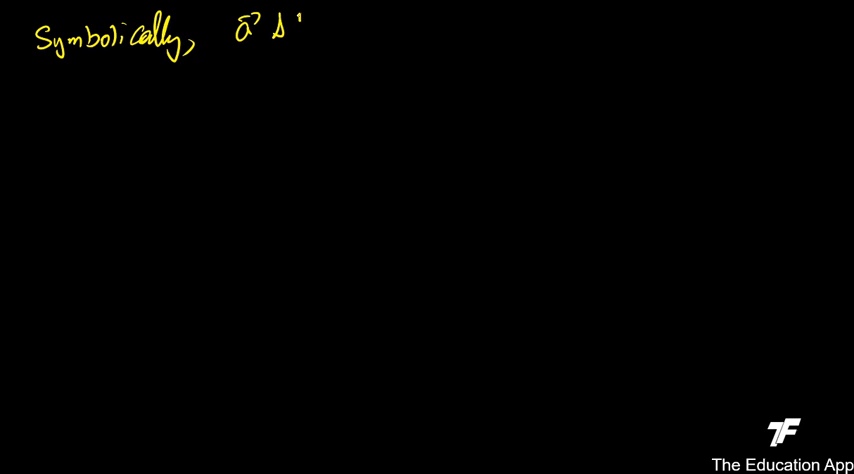 Symbolically, a⃗
The Education App